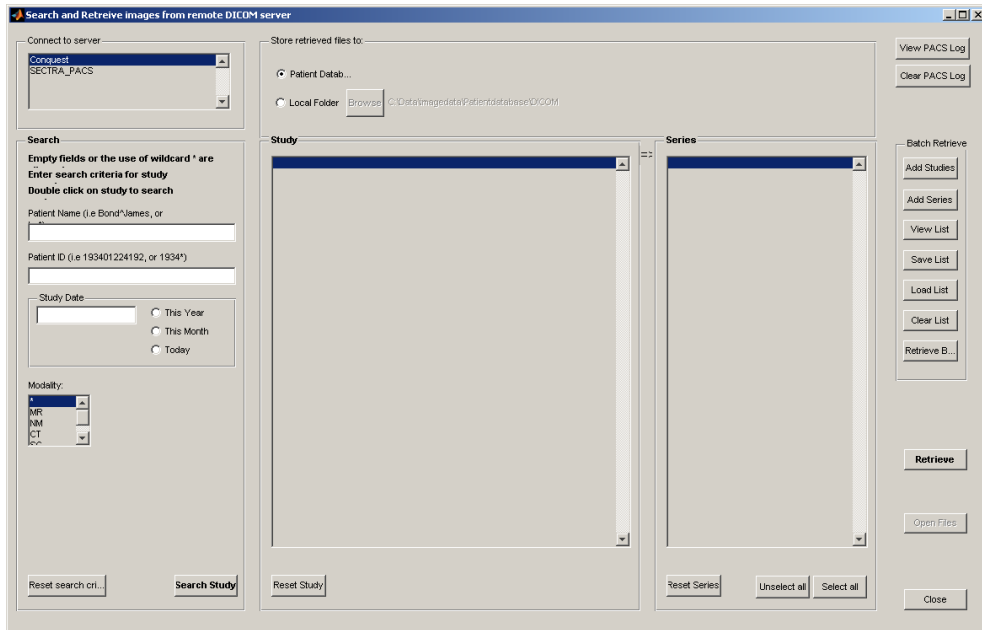 Search and Retreive images from remote DICOM server
Connect to server
Conquest
SECTRA_PACS
Store retrieved files to:
Patient Datab...
Local Folder
Browse
C:\Data\magedata\Patientdatabase\DICOM
View PACS Log
Clear PACS Log
Search
Empty fields or the use of wildcard * are
Enter search criteria for study
Double click on study to search
Patient Name (i.e Bond^James, or
Patient ID (i.e 193401224192, or 1934*)
Study Date
This Year
This Month
Today
Modality:
*
MR
NM
CT
SC
Reset search cri...
Search Study
Study
=>
Reset Study
Series
Reset Series
Unselect all
Select all
Batch Retrieve
Add Studies
Add Series
View List
Save List
Load List
Clear List
Retrieve B...
Retrieve
Open Files
Close